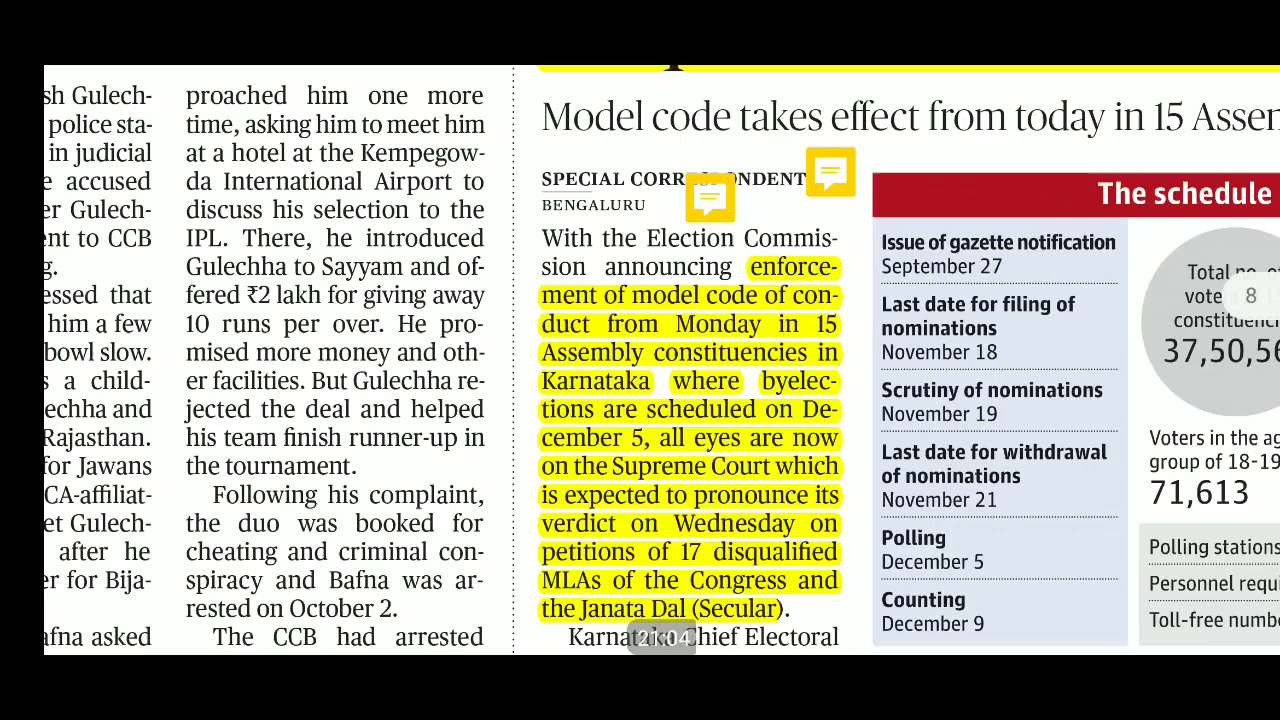 sh Gulech-
police sta-
in judicial
e accused
er Gulech-
ent to CCB
g.
essed that
him a few
bowl slow.
s a child-
echha and
Rajasthan.
for Jawans
CA-affiliat-
et Gulech-
after he
er for Bija-
afna asked
proached him one more
time, asking him to meet him
at a hotel at the Kempegow-
da International Airport to
discuss his selection to the
IPL. There, he introduced
Gulechha to Sayyam and of-
fered ₹2 lakh for giving away
10 runs per over. He pro-
mised more money and oth-
er facilities. But Gulechha re-
jected the deal and helped
his team finish runner-up in
the tournament.
Following his complaint,
the duo was booked for
cheating and criminal con-
spiracy and Bafna was ar-
rested on October 2.
The CCB had arrested
Model code takes effect from today in 15 Assem
SPECIAL CORRESPONDENT
BENGALURU
With the Election Commis-
sion announcing enforce-
ment of model code of con-
duct from Monday in 15
Assembly constituencies in
Karnataka where byelec-
tions are scheduled on De-
cember 5, all eyes are now
on the Supreme Court which
is expected to pronounce its
verdict on Wednesday on
petitions of 17 disqualified
MLAs of the Congress and
the Janata Dal (Secular).
Karnataka Chief Electoral
21:04
The schedule
Issue of gazette notification
September 27
Last date for filing of
nominations
November 18
Scrutiny of nominations
November 19
Last date for withdrawal
of nominations
November 21
Polling
December 5
Counting
December 9
Total no. of
voters
8
constituenci
37,50,56
Voters in the ag
group of 18-19
71,613
Polling stations
Personnel requi
Toll-free numbe